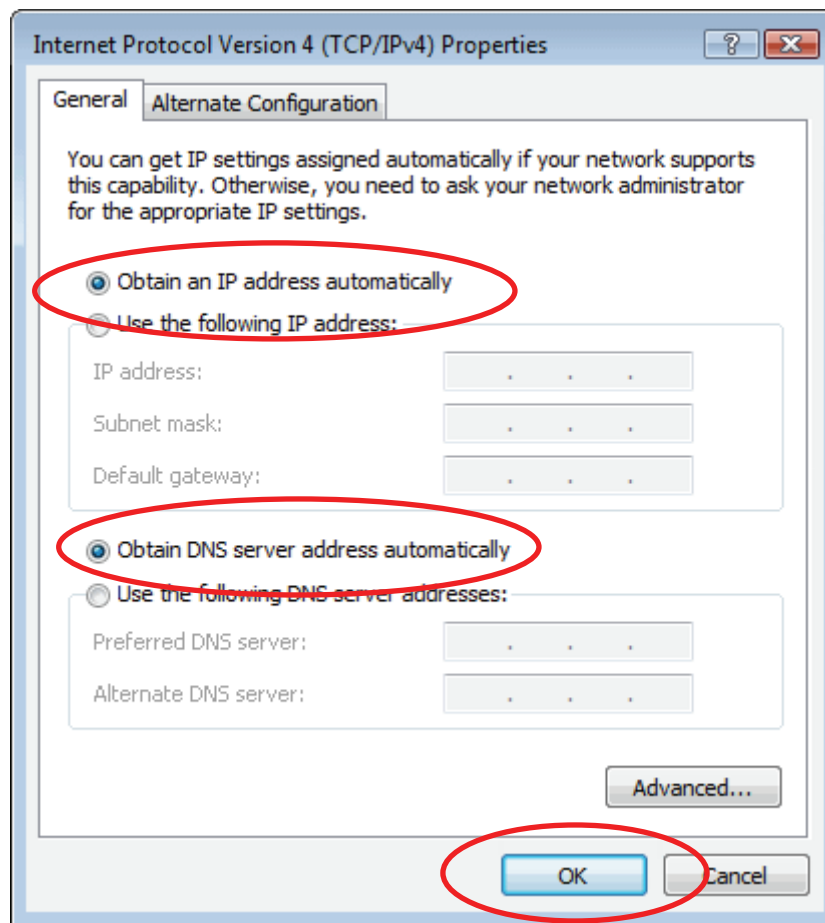 Internet Protocol Version 4 (TCP/IPv4) Properties
General
Alternate Configuration
You can get IP settings assigned automatically if your network supports
this capability. Otherwise, you need to ask your network administrator
for the appropriate IP settings.
Obtain an IP address automatically
Use the following IP address:
IP address:
Subnet mask:
Default gateway:
Obtain DNS server address automatically
Use the following DNS server addresses:
Preferred DNS server:
Alternate DNS server:
Advanced...
OK
Cancel